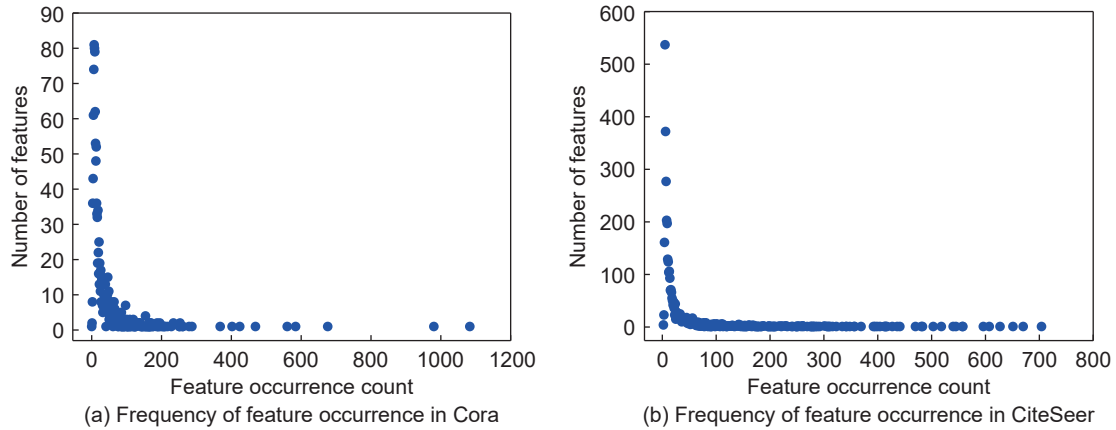 90
80
70
60
50
40
30
20
10
0
Number of features
0 200 400 600 800 1000 1200
Feature occurrence count
(a) Frequency of feature occurrence in Cora
600
500
400
300
200
100
0
Number of features
0 100 200 300 400 500 600 700 800
Feature occurrence count
(b) Frequency of feature occurrence in CiteSeer